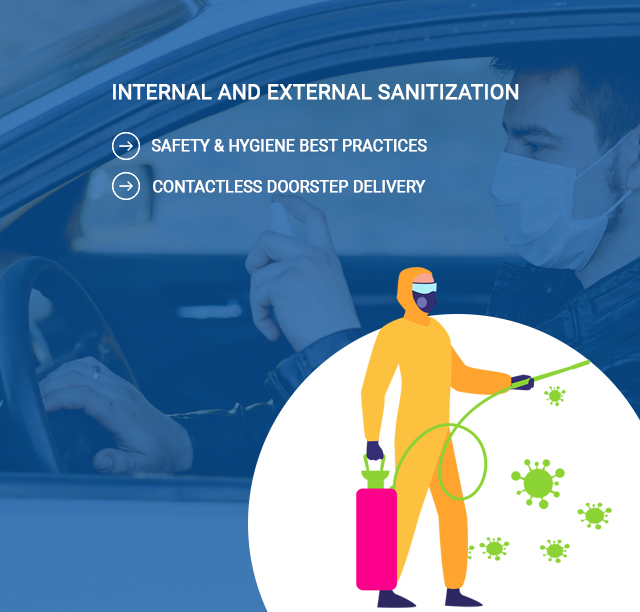 INTERNAL AND EXTERNAL SANITIZATION
SAFETY & HYGIENE BEST PRACTICES
CONTACTLESS DOORSTEP DELIVERY